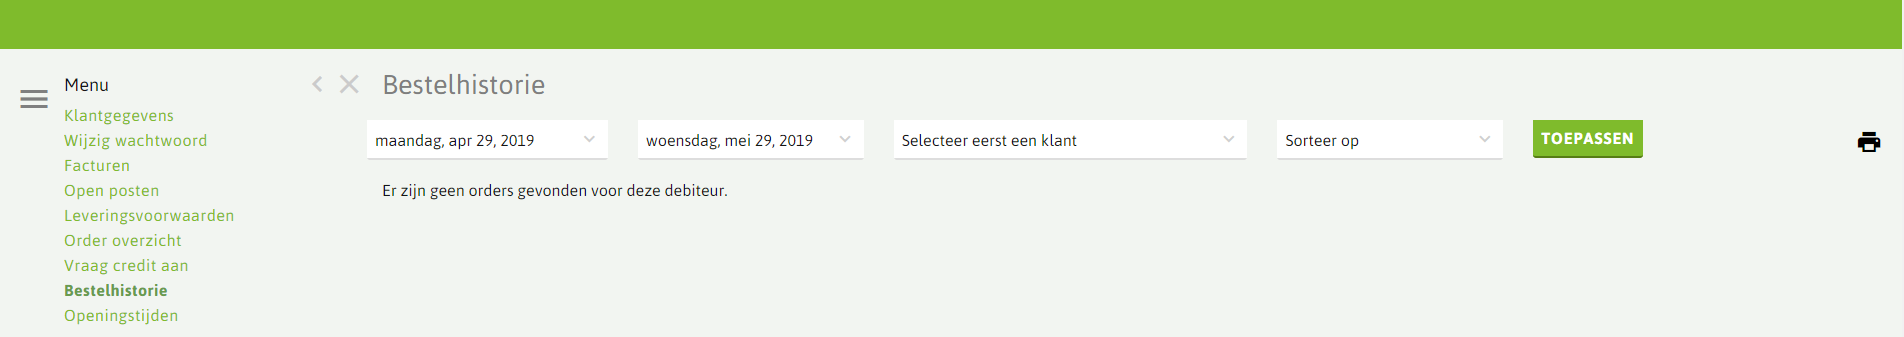 Menu
Klantgegevens
Wijzig wachtwoord
Facturen
Open posten
Leveringsvoorwaarden
Order overzicht
Vraag credit aan
Bestelhistorie
Openingstijden
Bestelhistorie
maandag, apr 29, 2019 woensdag, mei 29, 2019 Selecteer eerst een klant Sorteer op TOEPASSEN
Er zijn geen orders gevonden voor deze debiteur.